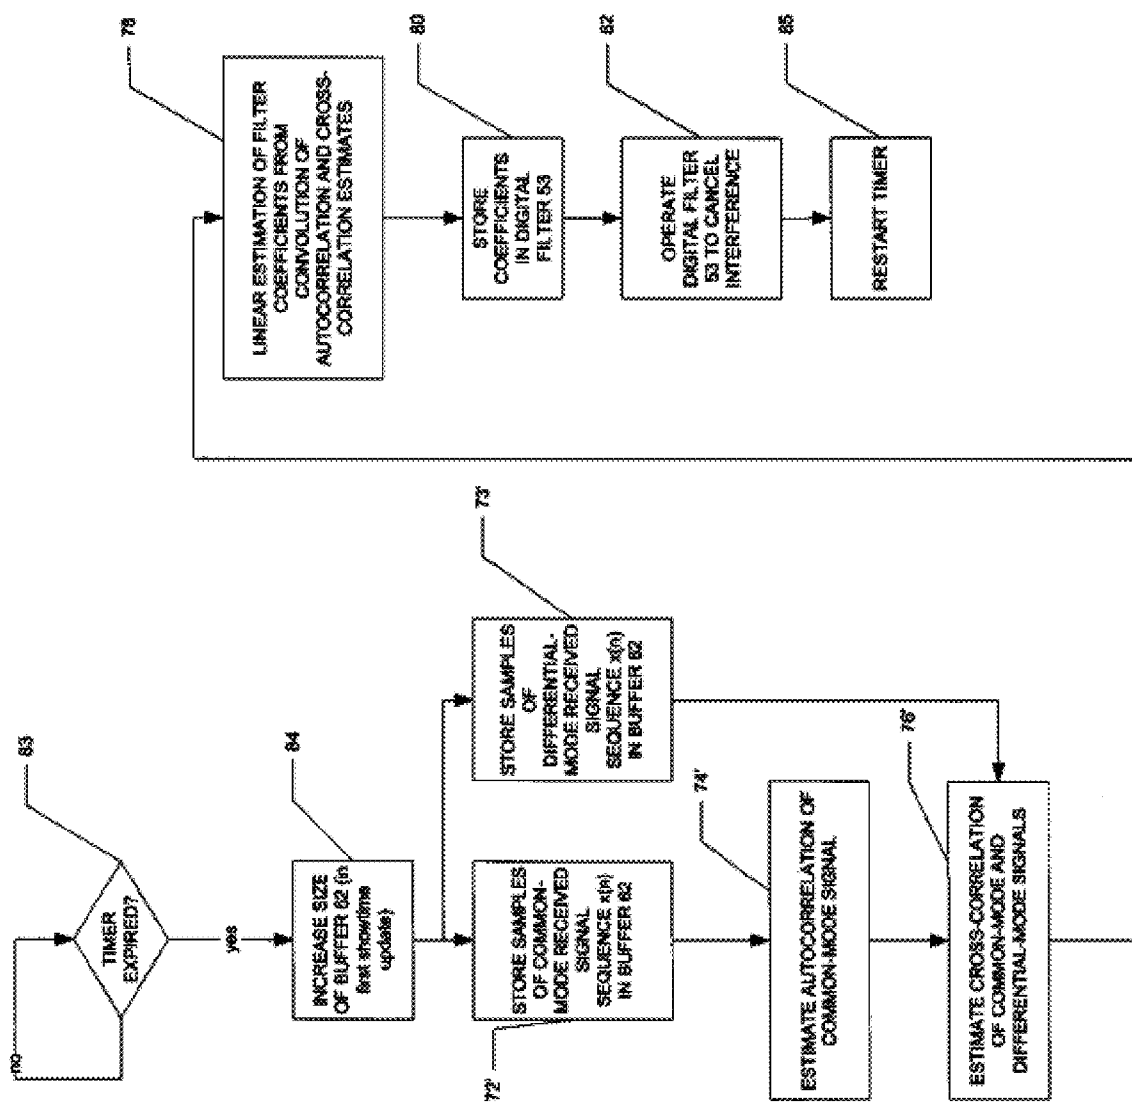 83
no
TIMER
EXPIRED?
yes
84
INCREASE SIZE
OF BUFFER 62 (in
first showtime
update)
72'
STORE SAMPLES
OF COMMON-
MODE RECEIVED
SIGNAL
SEQUENCE x(n)
IN BUFFER 62
73'
STORE SAMPLES
OF
DIFFERENTIAL-
MODE RECEIVED
SIGNAL
SEQUENCE x(n)
IN BUFFER 62
74'
ESTIMATE AUTOCORRELATION OF
COMMON-MODE SIGNAL
76'
ESTIMATE CROSS-CORRELATION
OF COMMON-MODE AND
DIFFERENTIAL-MODE SIGNALS
78
LINEAR ESTIMATION OF FILTER
COEFFICIENTS FROM
CONVOLUTION OF
AUTOCORRELATION AND CROSS-
CORRELATION ESTIMATES
80
STORE
COEFFICIENTS
IN DIGITAL
FILTER 53
82
OPERATE
DIGITAL FILTER
53 TO CANCEL
INTERFERENCE
85
RESTART TIMER